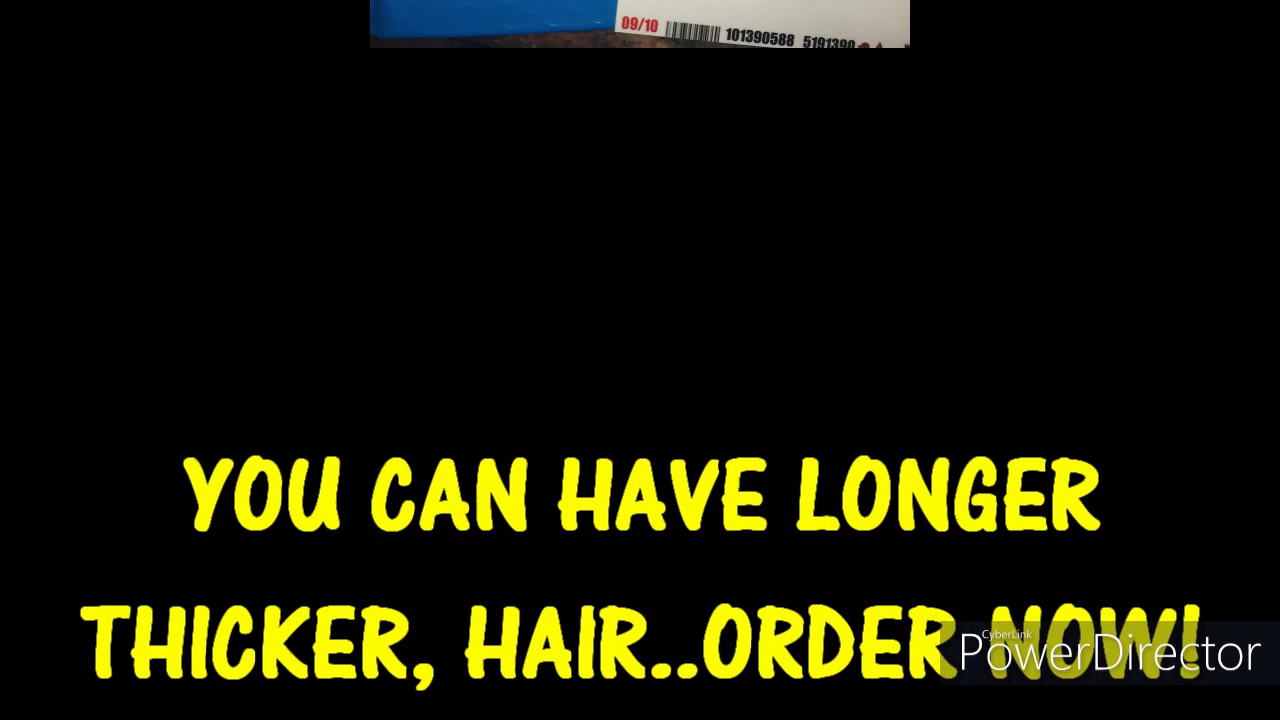 09/10 101390588 5191390
YOU CAN HAVE LONGER
THICKER, HAIR..ORDER NOW!
CyberLink
PowerDirector